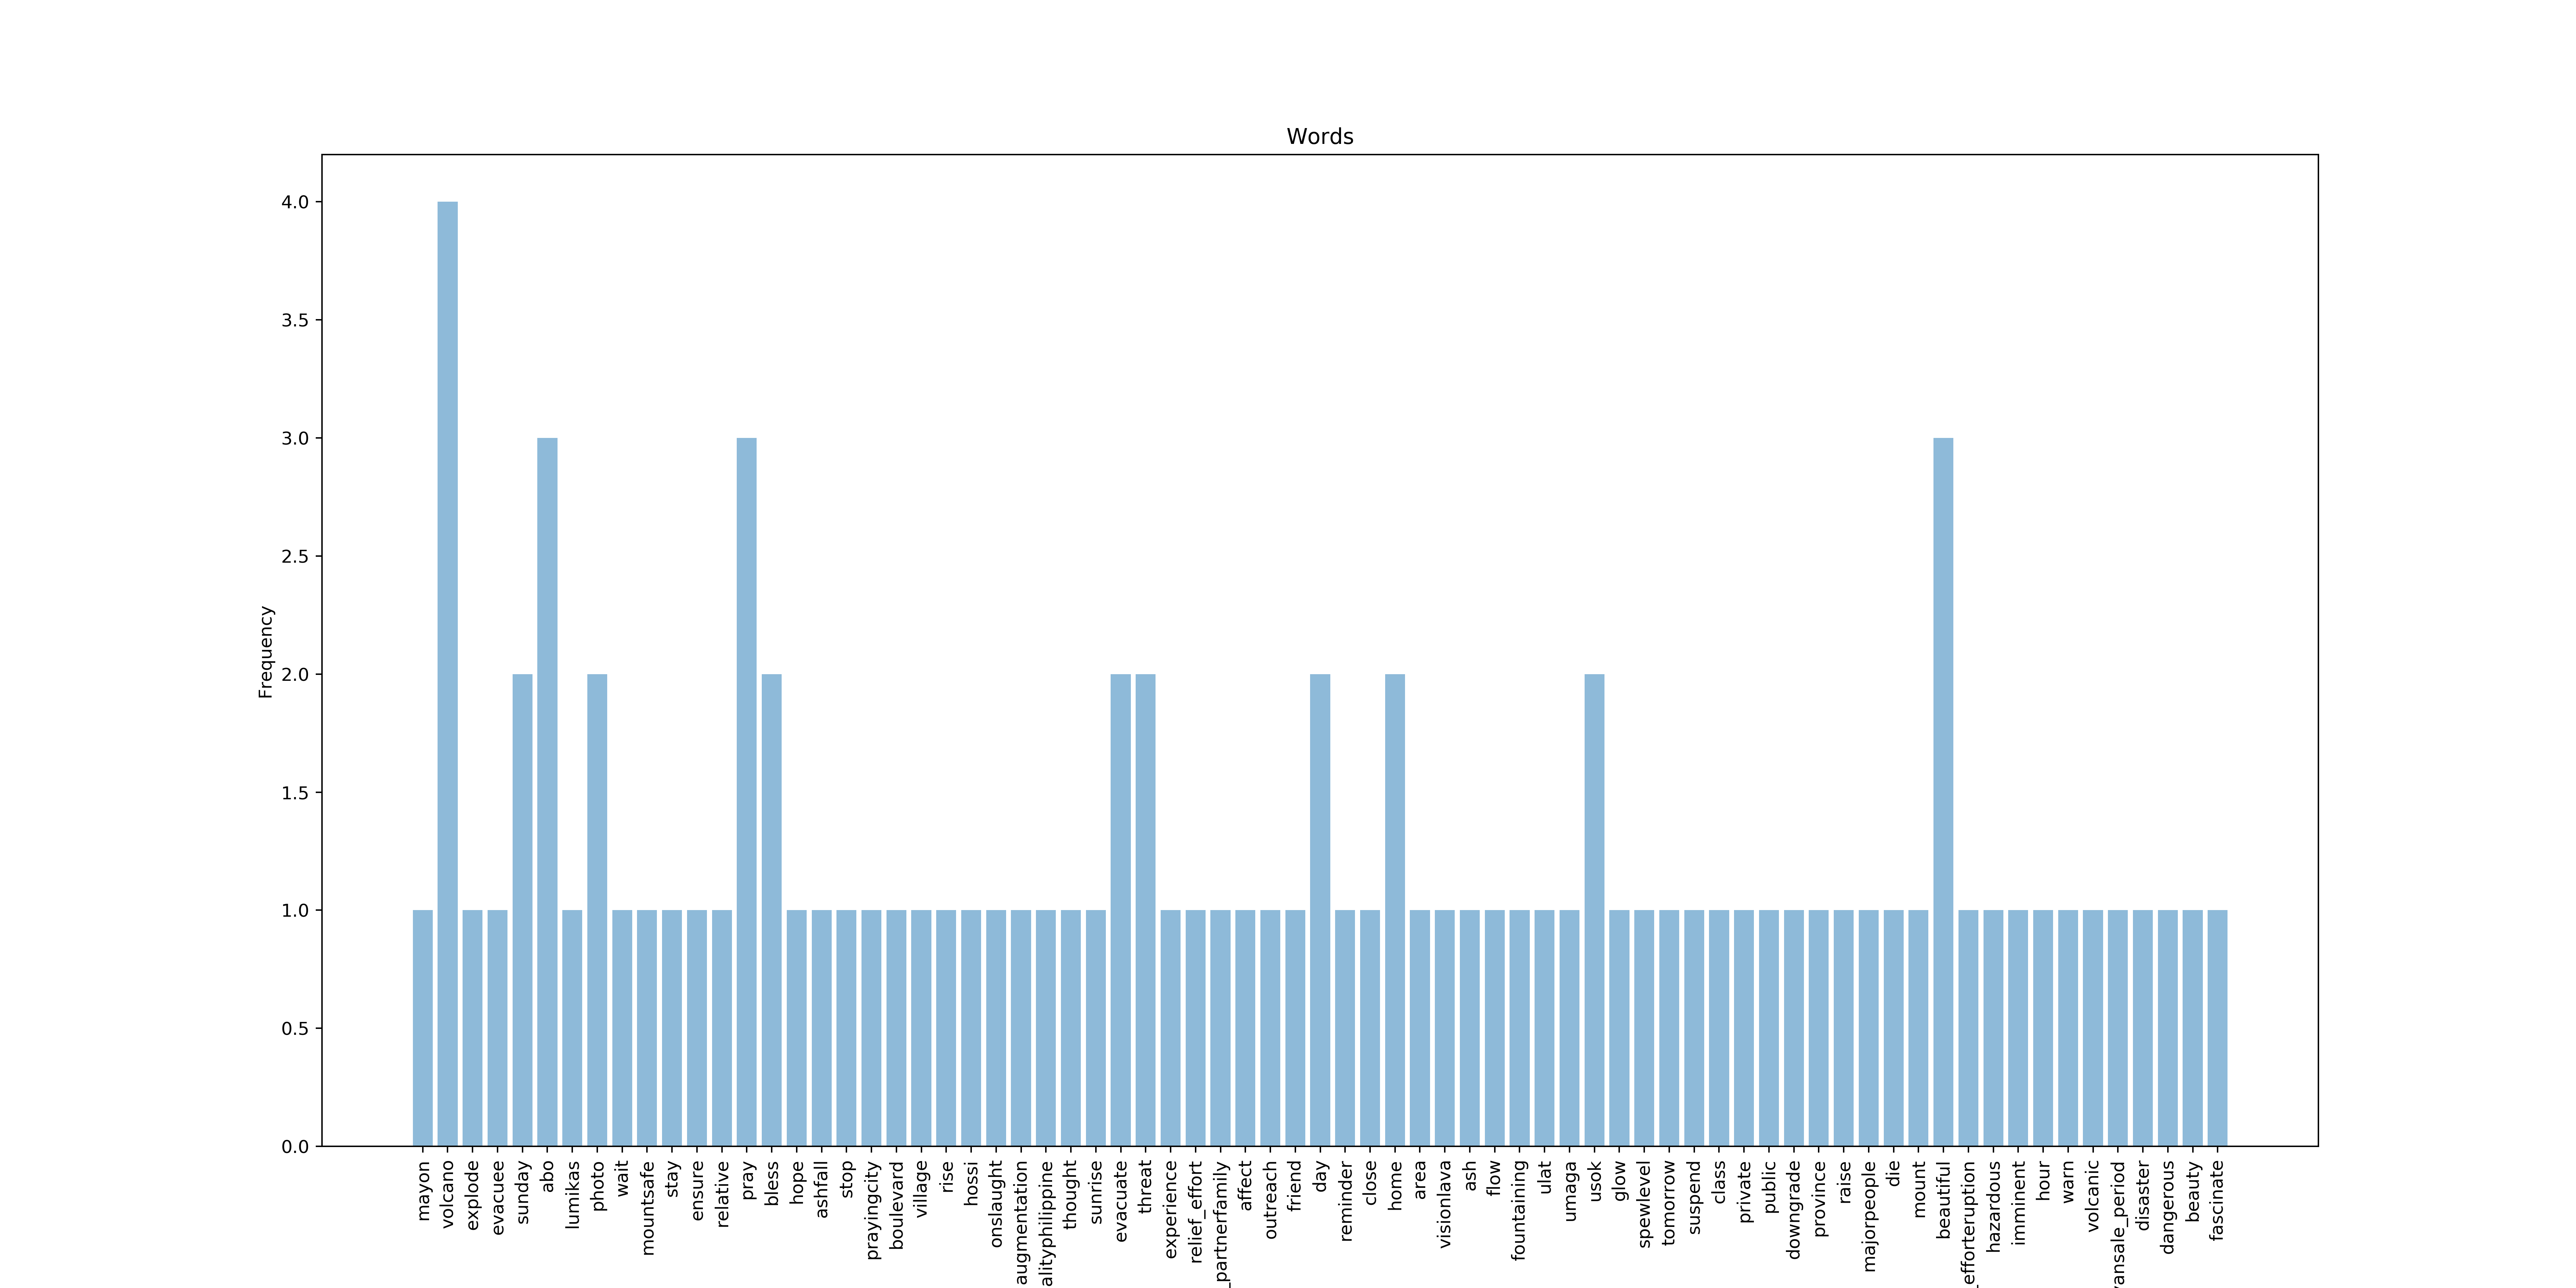 Words
Frequency
4.0
3.5
3.0
2.5
2.0
1.5
1.0
0.5
0.0
mayon
volcano
explode
evacuee
sunday
abo
lumikas
photo
wait
mountsafe
stay
ensure
relative
pray
bless
hope
ashfall
stop
prayingcity
boulevard
village
rise
hossi
onslaught
augmentation
alityphilippine
thought
sunrise
evacuate
threat
experience
relief_effort
_partnerfamily
affect
outreach
friend
day
reminder
close
home
area
visionlava
ash
flow
fountaining
ulat
umaga
usok
glow
spewlevel
tomorrow
suspend
class
private
public
downgrade
province
raise
majorpeople
die
mount
beautiful
_efforteruption
hazardous
imminent
hour
warn
volcanic
ansale_period
disaster
dangerous
beauty
fascinate